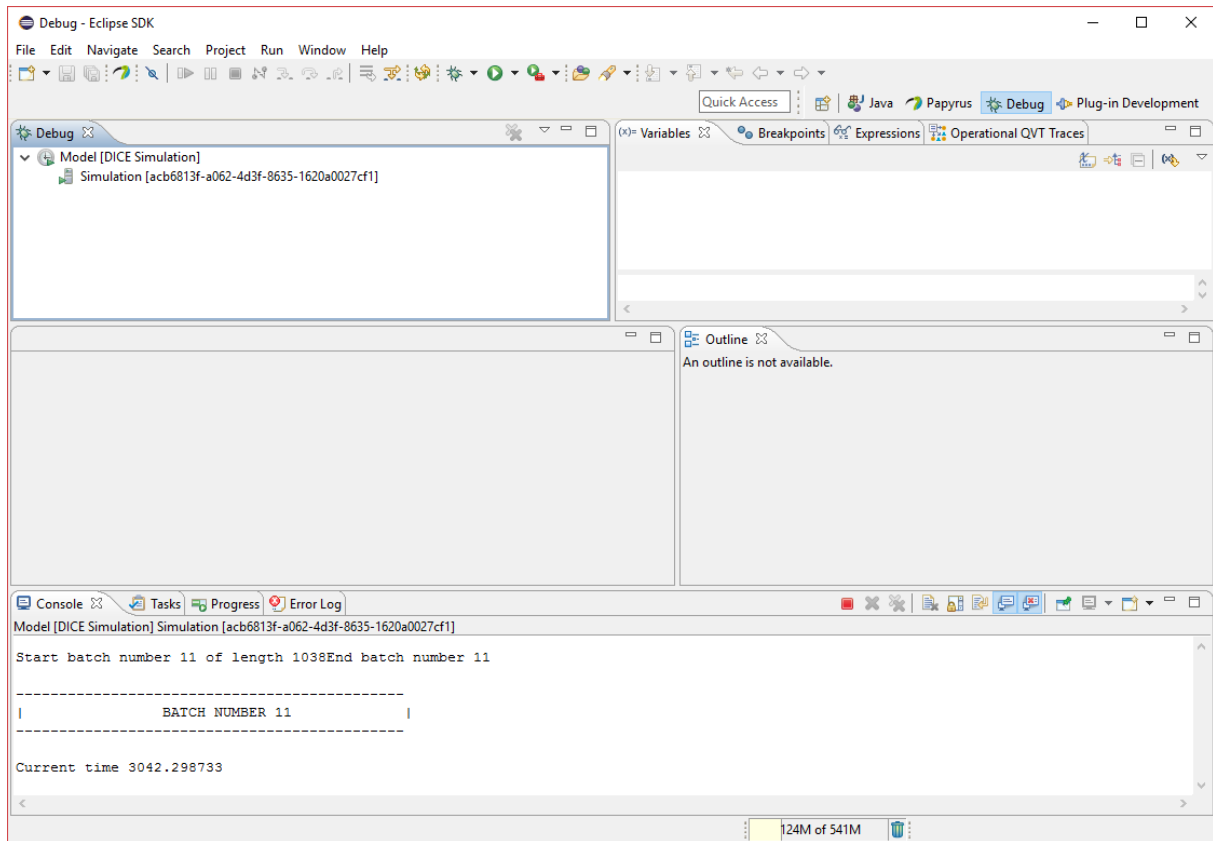 Debug - Eclipse SDK
File Edit Navigate Search Project Run Window Help
Quick Access Java Papyrus Debug Plug-in Development
Debug
(x)= Variables Breakpoints Expressions Operational QVT Traces
Model [DICE Simulation]
Simulation [acb6813f-a062-4d3f-8635-1620a0027cf1]
Outline
An outline is not available.
Console Tasks Progress Error Log
Model [DICE Simulation] Simulation [acb6813f-a062-4d3f-8635-1620a0027cf1]
Start batch number 11 of length 1038End batch number 11
---------------------------------------------
| BATCH NUMBER 11 |
---------------------------------------------
Current time 3042.298733
124M of 541M